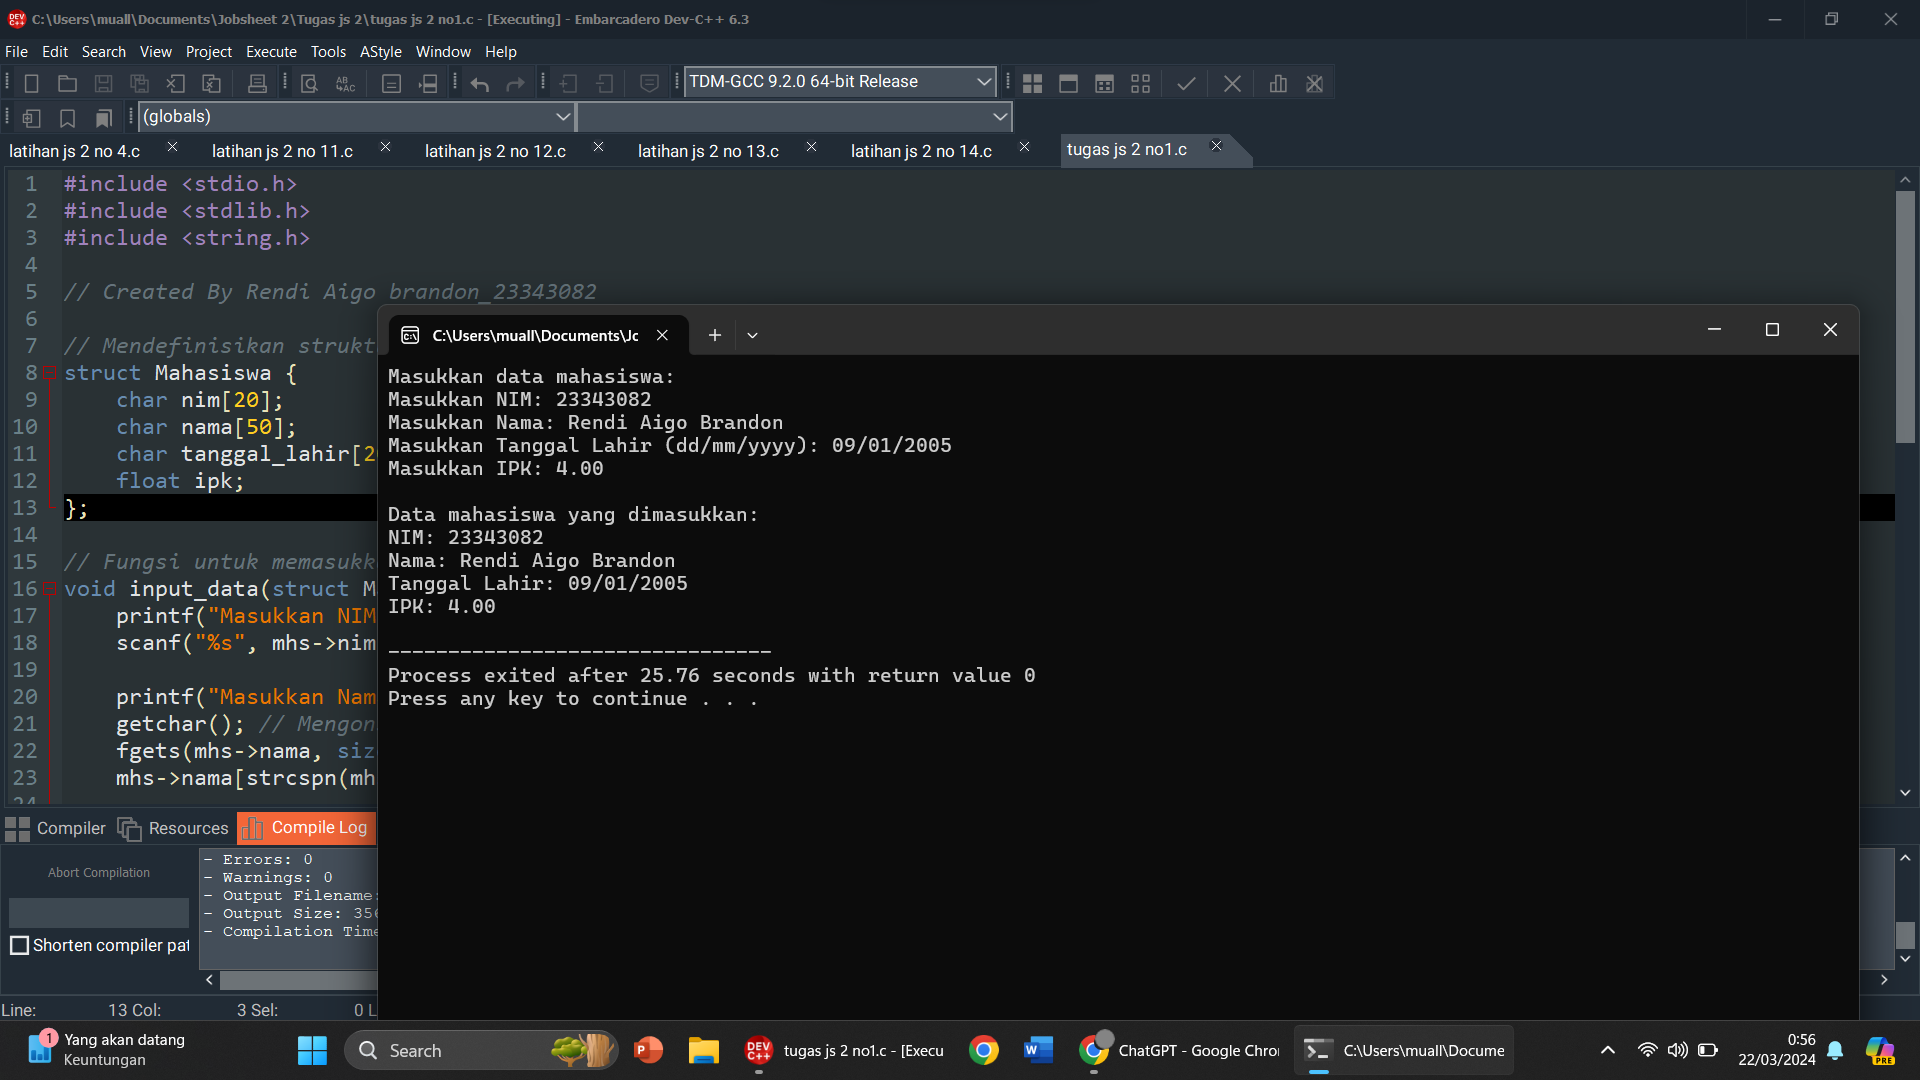 C:\Users\muall\Documents\Jobsheet 2\Tugas js 2\tugas js 2 no1.c - [Executing] - Embarcadero Dev-C++ 6.3
File Edit Search View Project Execute Tools AStyle Window Help
TDM-GCC 9.2.0 64-bit Release
(globals)
latihan js 2 no 4.c latihan js 2 no 11.c latihan js 2 no 12.c latihan js 2 no 13.c latihan js 2 no 14.c tugas js 2 no1.c
1 #include <stdio.h>
2 #include <stdlib.h>
3 #include <string.h>
4
5 // Created By Rendi Aigo brandon_23343082
6
7 // Mendefinisikan strukt
8 struct Mahasiswa {
9 char nim[20];
10 char nama[50];
11 char tanggal_lahir[2
12 float ipk;
13 };
14
15 // Fungsi untuk memasukk
16 void input_data(struct M
17 printf("Masukkan NIM
18 scanf("%s", mhs->nim
19
20 printf("Masukkan Nam
21 getchar(); // Mengon
22 fgets(mhs->nama, siz
23 mhs->nama[strcspn(mh
24
C:\Users\muall\Documents\Jc
Masukkan data mahasiswa:
Masukkan NIM: 23343082
Masukkan Nama: Rendi Aigo Brandon
Masukkan Tanggal Lahir (dd/mm/yyyy): 09/01/2005
Masukkan IPK: 4.00
Data mahasiswa yang dimasukkan:
NIM: 23343082
Nama: Rendi Aigo Brandon
Tanggal Lahir: 09/01/2005
IPK: 4.00
--------------------------------
Process exited after 25.76 seconds with return value 0
Press any key to continue . . .
Compiler Resources Compile Log
Abort Compilation
Shorten compiler pat
- Errors: 0
- Warnings: 0
- Output Filename:
- Output Size: 356
- Compilation Time
Line: 13 Col: 3 Sel: 0 L
1 Yang akan datang
Keuntungan
Search
tugas js 2 no1.c - [Execu
ChatGPT - Google Chro
C:\Users\muall\Docume
0:56
22/03/2024